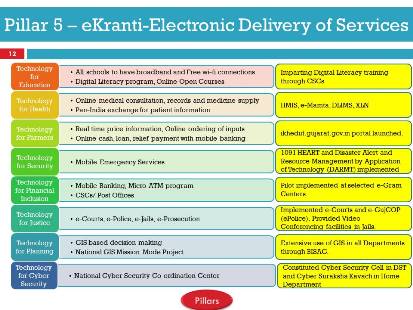 Pillar 5 – eKranti-Electronic Delivery of Services
12
Technology
for
Education
• All schools to have broadband and Free wi-fi connections
• Digital Literacy program, Online Open Courses
Imparting Digital Literacy training
through CSCs
Technology
for Health
• Online medical consultation, records and medicine supply
• Pan-India exchange for patient information
HMIS, e-Mamta, DLIMS, XLN
Technology
for Farmers
• Real time price information, Online ordering of inputs
• Online cash, loan, relief payment with mobile banking
ikhedut.gujarat.gov.in portal launched.
Technology
for Security
• Mobile Emergency Services
1091 HEART and Disaster Alert and
Resource Management by Application
of Technology (DARMT) implemented
Technology
for Financial
Inclusion
• Mobile Banking, Micro-ATM program
• CSCs/ Post Offices
Pilot implemented at selected e-Gram
Centers
Technology
for Justice
• e-Courts, e-Police, e-Jails, e-Prosecution
Implemented e-Courts and e-GujCOP
(ePolice). Provided Video
Conferencing facilities in Jails
Technology
for Planning
• GIS based decision making
• National GIS Mission Mode Project
Extensive use of GIS in all Departments
through BISAG.
Technology
for Cyber
Security
• National Cyber Security Co-ordination Center
Constituted Cyber Security Cell in DST
and Cyber Suraksha Kavach in Home
Department
Pillars